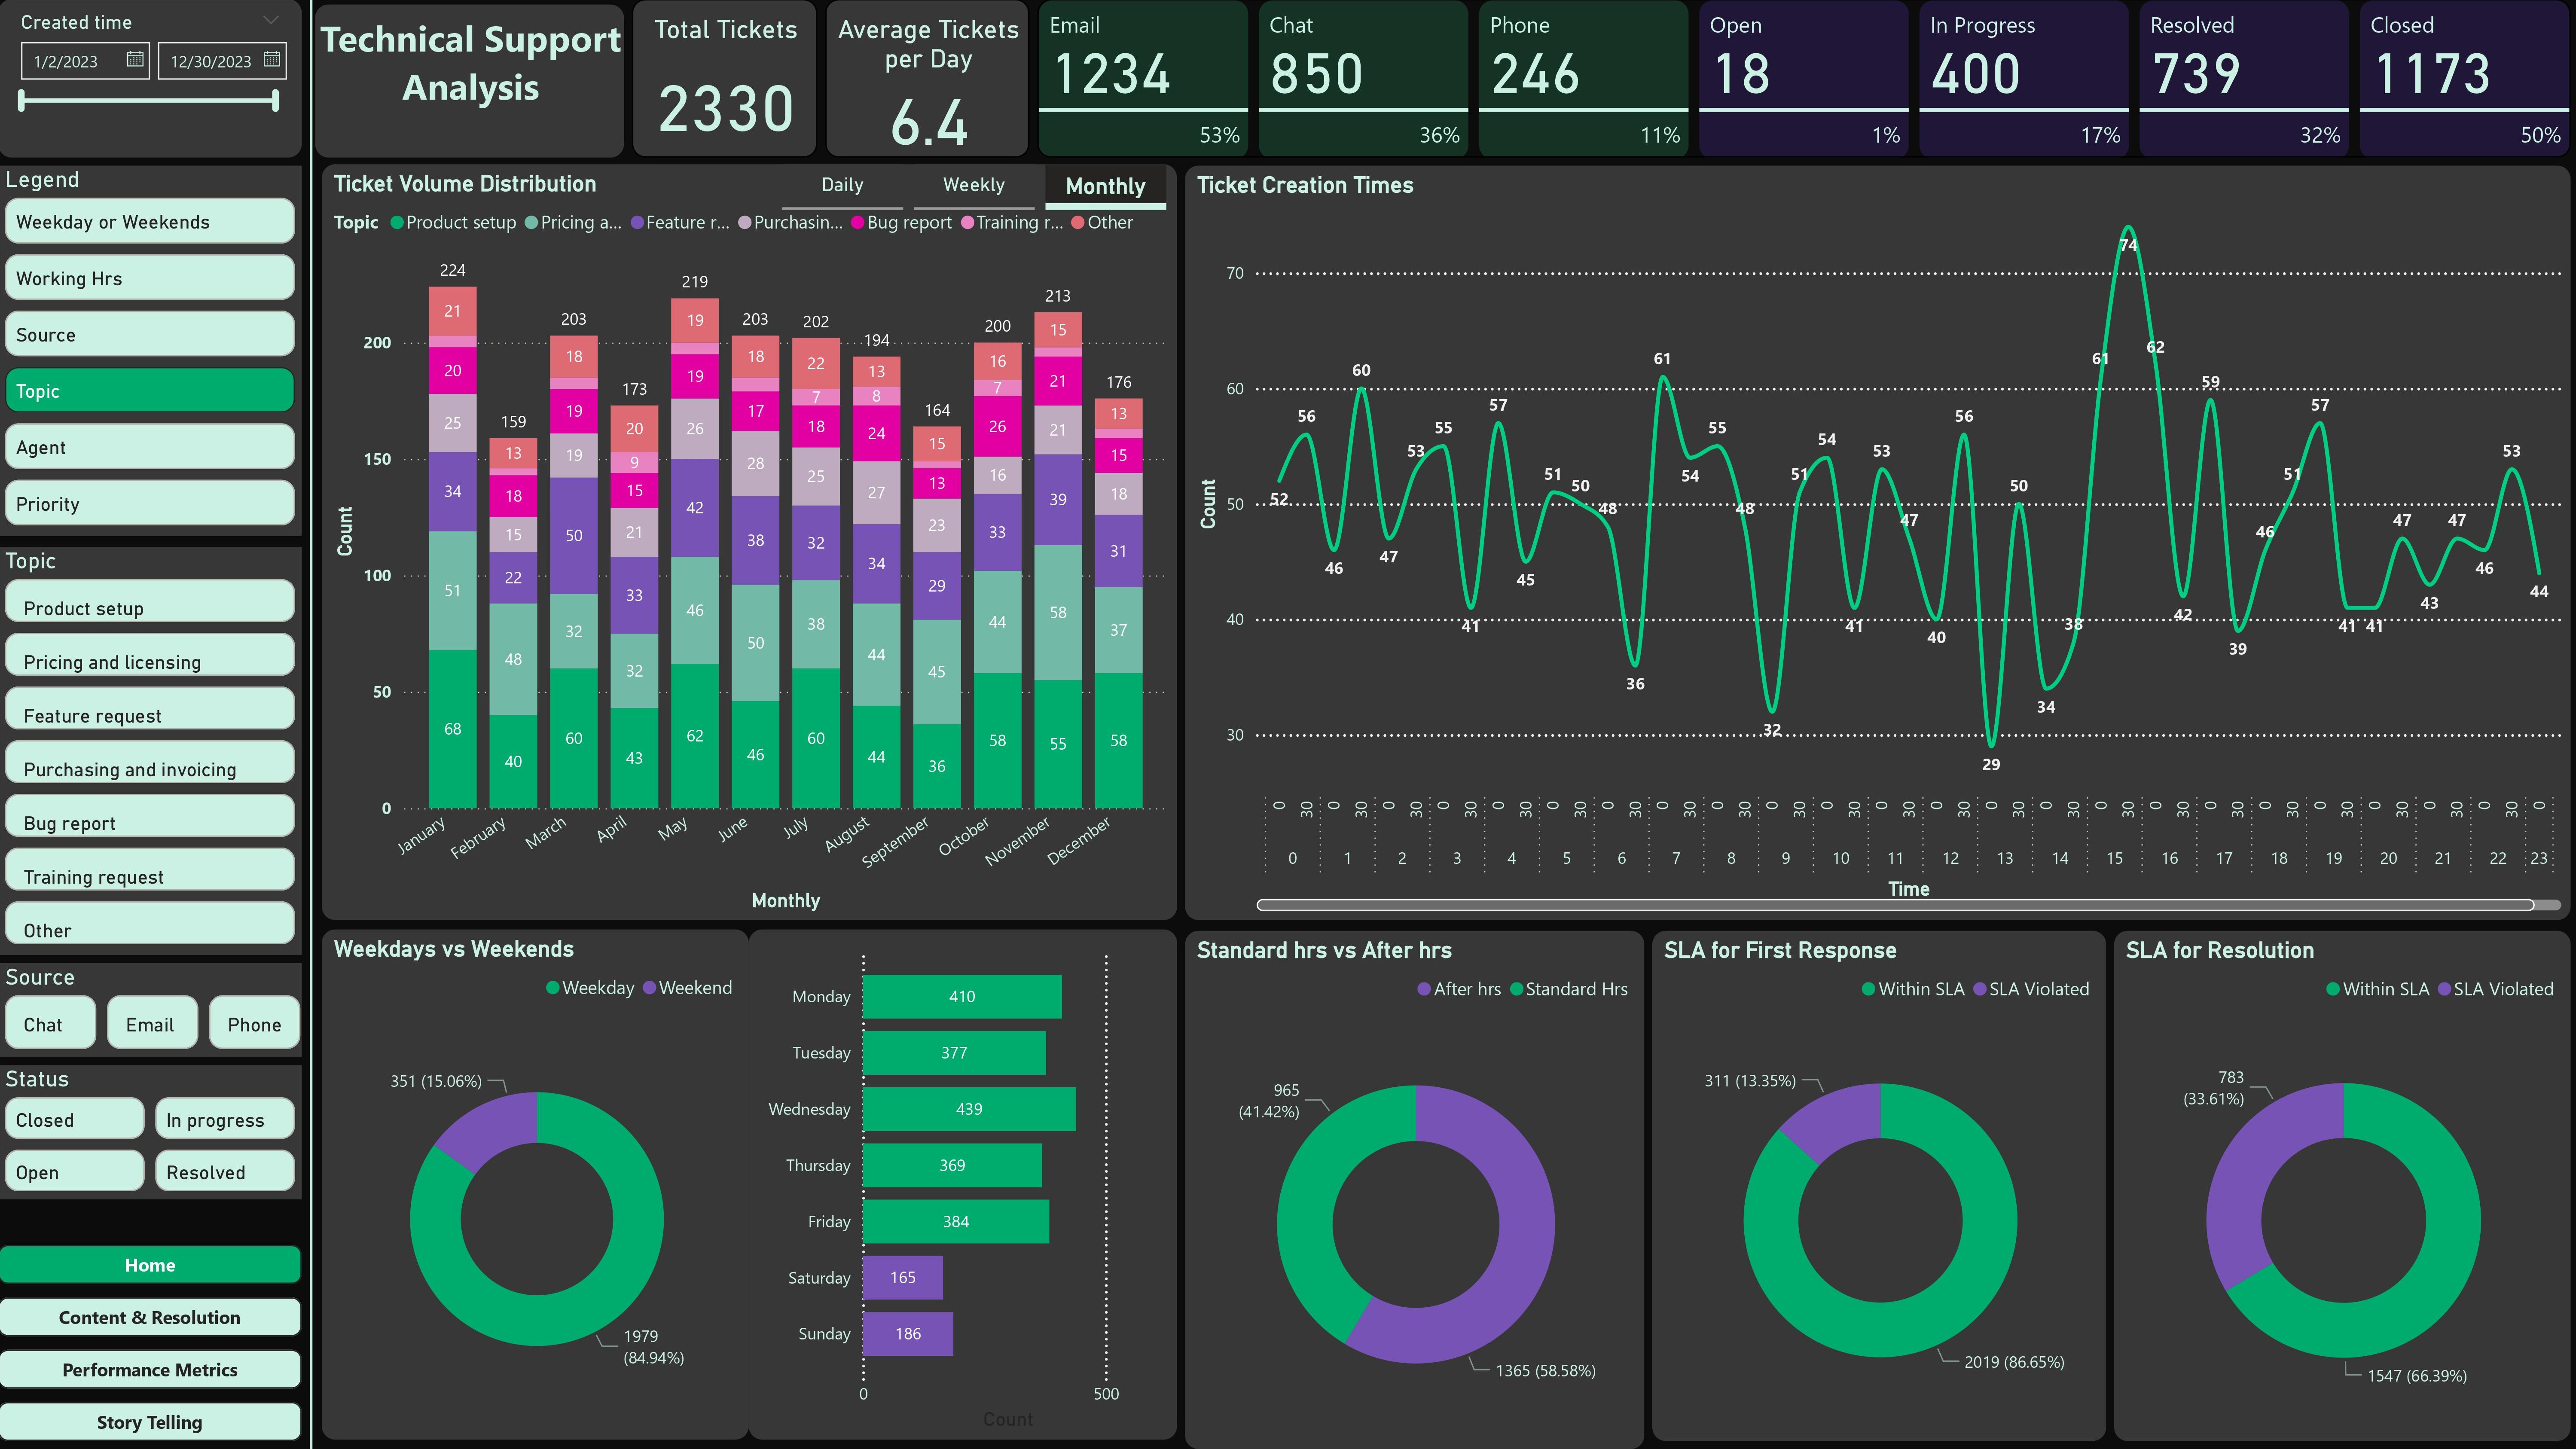 Created time
1/2/2023
12/30/2023
Technical Support
Analysis
Total Tickets
2330
Average Tickets
per Day
6.4
Email
1234
53%
Chat
850
36%
Phone
246
11%
Open
18
1%
In Progress
400
17%
Resolved
739
32%
Closed
1173
50%
Legend
Weekday or Weekends
Working Hrs
Source
Topic
Agent
Priority
Topic
Product setup
Pricing and licensing
Feature request
Purchasing and invoicing
Bug report
Training request
Other
Source
Chat Email Phone
Status
Closed In progress
Open Resolved
Home
Content & Resolution
Performance Metrics
Story Telling
Ticket Volume Distribution
Daily Weekly Monthly
Topic Product setup Pricing a... Feature r... Purchasin... Bug report Training r... Other
Count
200
150
100
50
0
224
21
20
25
34
51
68
159
13
18
15
22
48
40
203
18
19
19
50
32
60
173
20
9
15
21
33
32
43
219
19
19
26
42
46
62
203
18
17
28
38
50
46
202
22
7
18
25
32
38
60
194
13
8
24
27
34
44
44
164
15
13
23
29
45
36
200
16
7
26
16
33
44
58
213
15
21
21
39
58
55
176
13
15
18
31
37
58
January February March April May June July August September October November December
Monthly
Ticket Creation Times
Count
70
60
50
40
30
52 56 46 60 47 53 55 41 57 45 51 50 48 36 61 54 55 48 32 51 54 41 53 47 40 56 29 50 34 38 61 74 62 42 59 39 46 51 57 41 41 47 43 47 46 53 44
0 30 0 30 0 30 0 30 0 30 0 30 0 30 0 30 0 30 0 30 0 30 0 30 0 30 0 30 0 30 0 30 0 30 0 30 0 30 0 30 0 30 0 30 0 30 0
0 1 2 3 4 5 6 7 8 9 10 11 12 13 14 15 16 17 18 19 20 21 22 23
Time
Weekdays vs Weekends
Weekday Weekend
351 (15.06%)
1979
(84.94%)
Monday 410
Tuesday 377
Wednesday 439
Thursday 369
Friday 384
Saturday 165
Sunday 186
0 500
Count
Standard hrs vs After hrs
After hrs Standard Hrs
965
(41.42%)
1365 (58.58%)
SLA for First Response
Within SLA SLA Violated
311 (13.35%)
2019 (86.65%)
SLA for Resolution
Within SLA SLA Violated
783
(33.61%)
1547 (66.39%)